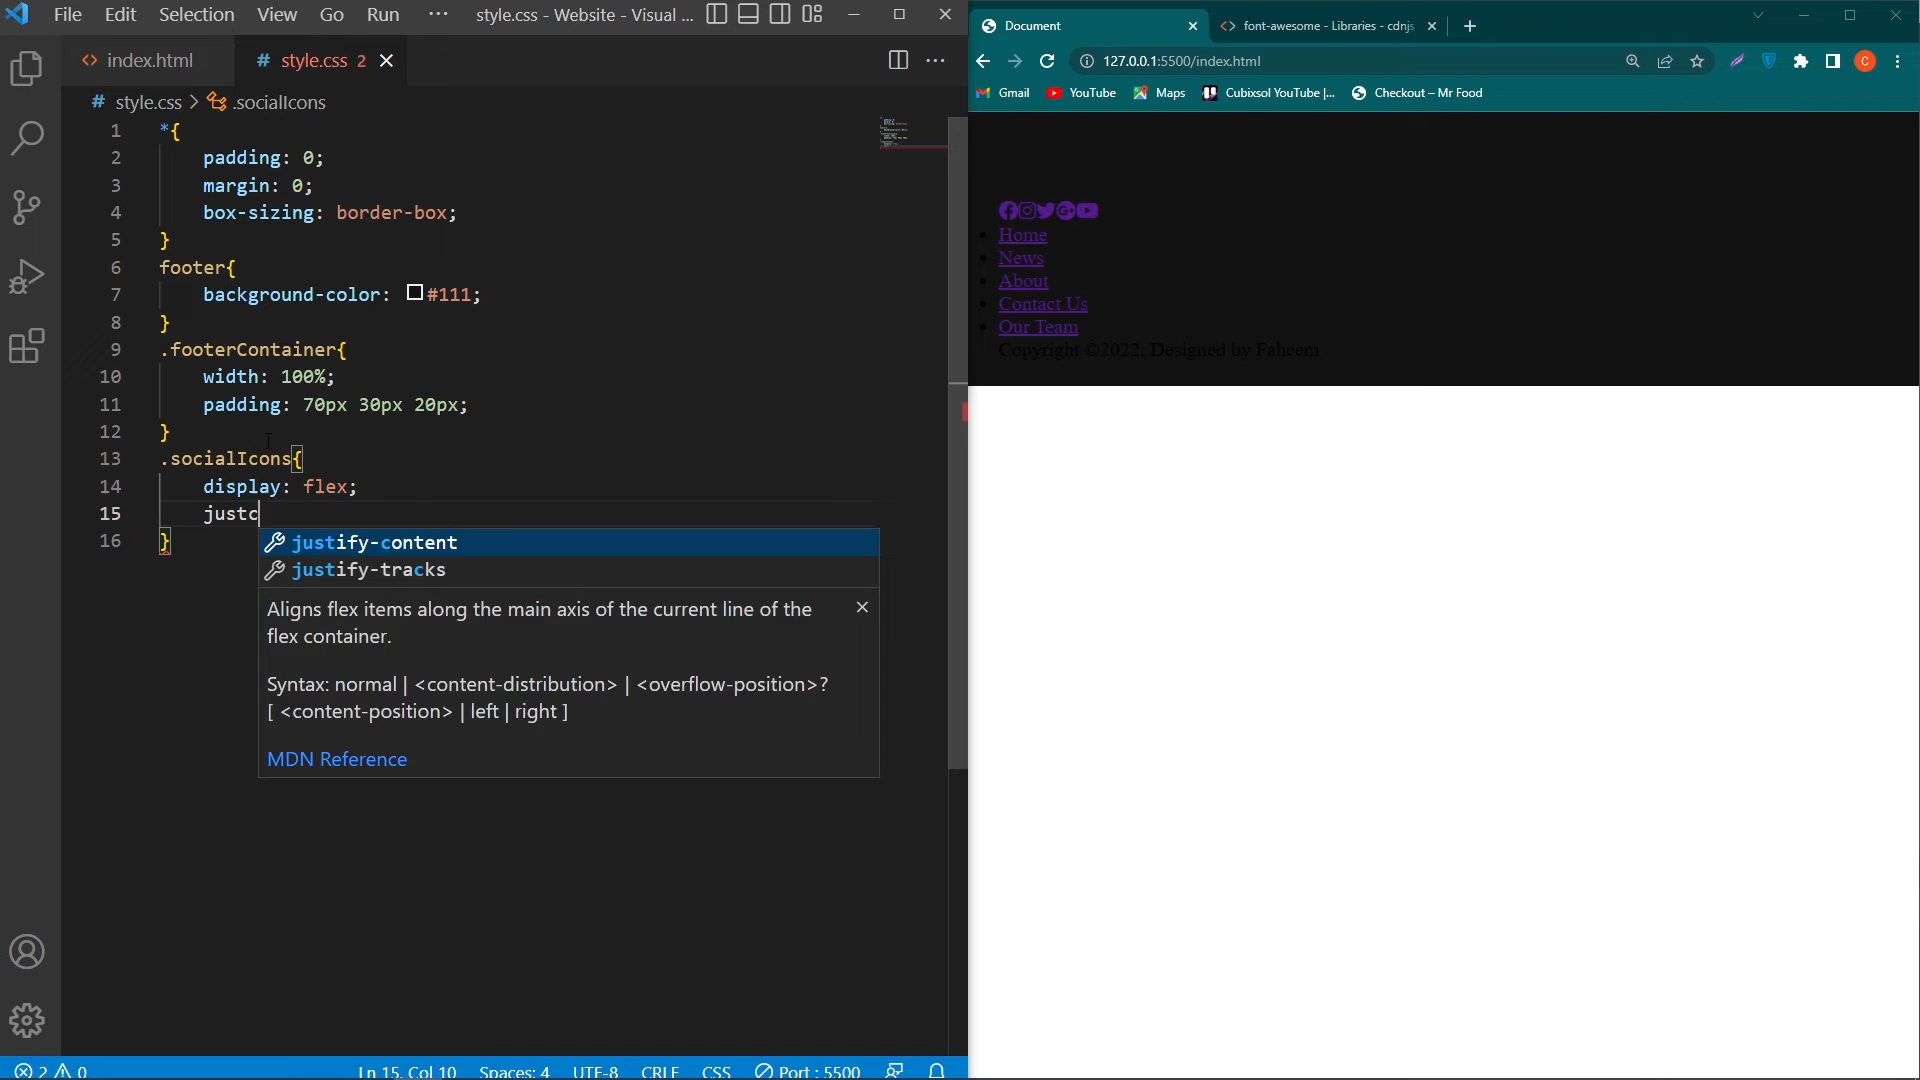 File Edit Selection View Go Run ··· style.css - Website - Visual ...
index.html # style.css 2
# style.css > .socialIcons
1 *{
2 padding: 0;
3 margin: 0;
4 box-sizing: border-box;
5 }
6 footer{
7 background-color: #111;
8 }
9 .footerContainer{
10 width: 100%;
11 padding: 70px 30px 20px;
12 }
13 .socialIcons{
14 display: flex;
15 justc
16 }
justify-content
justify-tracks
Aligns flex items along the main axis of the current line of the
flex container.
Syntax: normal | <content-distribution> | <overflow-position>?
[ <content-position> | left | right ]
MDN Reference
2 0 Ln 15, Col 10 Spaces: 4 UTF-8 CRLF CSS Port : 5500
Document font-awesome - Libraries - cdnjs
127.0.0.1:5500/index.html C
Gmail YouTube Maps Cubixsol YouTube |... Checkout – Mr Food
Home
News
About
Contact Us
Our Team
Copyright ©2022; Designed by Faheem